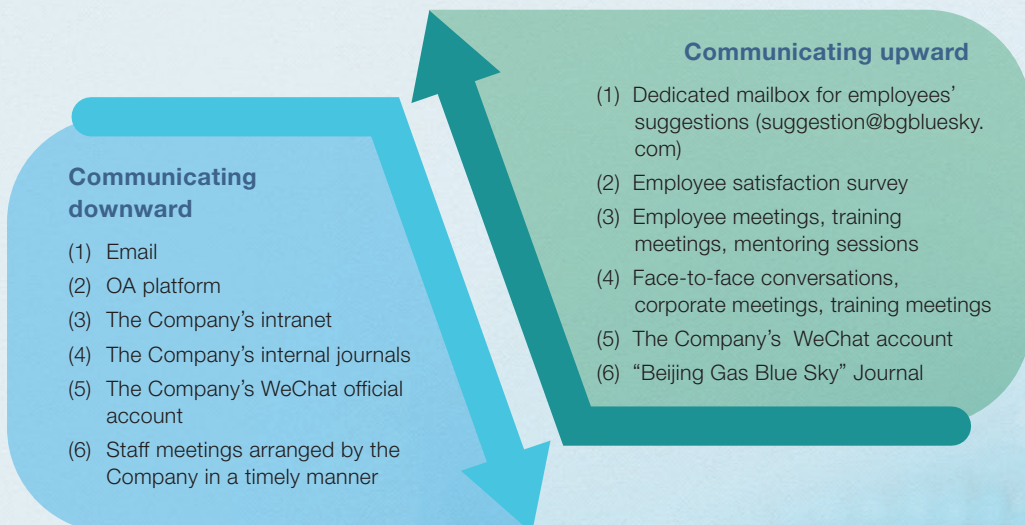 Communicating
downward
(1) Email
(2) OA platform
(3) The Company’s intranet
(4) The Company’s internal journals
(5) The Company’s WeChat official
account
(6) Staff meetings arranged by the
Company in a timely manner
Communicating upward
(1) Dedicated mailbox for employees’
suggestions (suggestion@bgbluesky.
com)
(2) Employee satisfaction survey
(3) Employee meetings, training
meetings, mentoring sessions
(4) Face-to-face conversations,
corporate meetings, training meetings
(5) The Company’s WeChat account
(6) “Beijing Gas Blue Sky” Journal